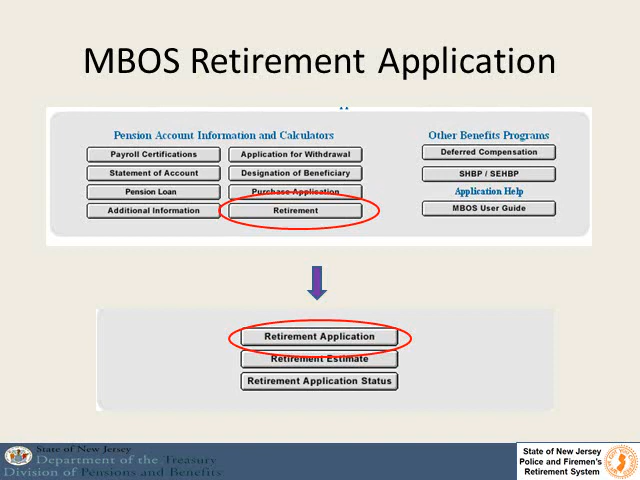 MBOS Retirement Application
Pension Account Information and Calculators
Payroll Certifications
Application for Withdrawal
Statement of Account
Designation of Beneficiary
Pension Loan
Purchase Application
Additional Information
Retirement
Other Benefits Programs
Deferred Compensation
SHBP / SEHBP
Application Help
MBOS User Guide
Retirement Application
Retirement Estimate
Retirement Application Status
State of New Jersey
Department of the Treasury
Division of Pensions and Benefits
State of New Jersey
Police and Firemen's
Retirement System